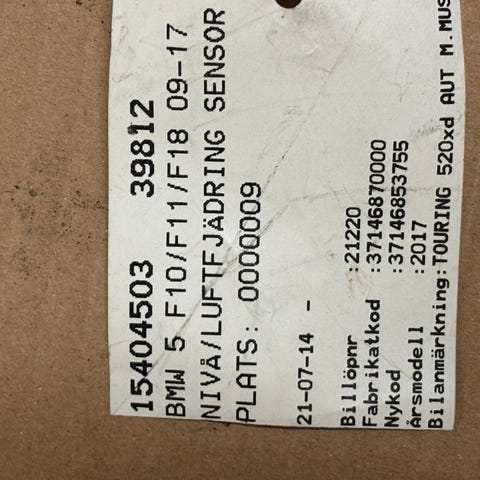 15404503 39812
BMW 5 F10/F11/F18 09-17
NIVÅ/LUFTFJÄDRING SENSOR
PLATS: 0000009
21-07-14 -
Billöpnr :21220
Fabrikatkod :37146870000
Nykod :37146853755
Årsmodell :2017
Bilanmärkning:TOURING 520xd AUT M.MUS